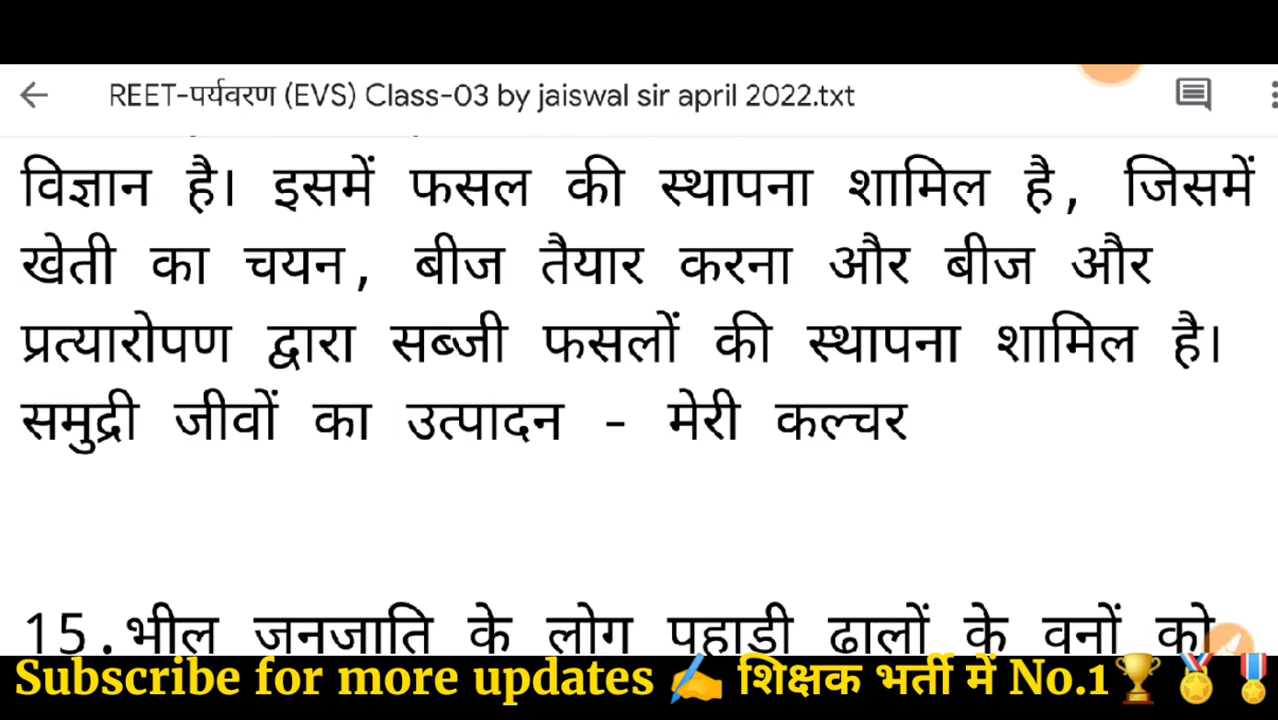 REET-पर्यवरण (EVS) Class-03 by jaiswal sir april 2022.txt
विज्ञान है। इसमें फसल की स्थापना शामिल है, जिसमें
खेती का चयन, बीज तैयार करना और बीज और
प्रत्यारोपण द्वारा सब्जी फसलों की स्थापना शामिल है।
समुद्री जीवों का उत्पादन - मेरी कल्चर
15.भील जनजाति के लोग पहाडी ढालों के वनों को
Subscribe for more updates ✍️ शिक्षक भर्ती में No.1🏆🏅🎖️